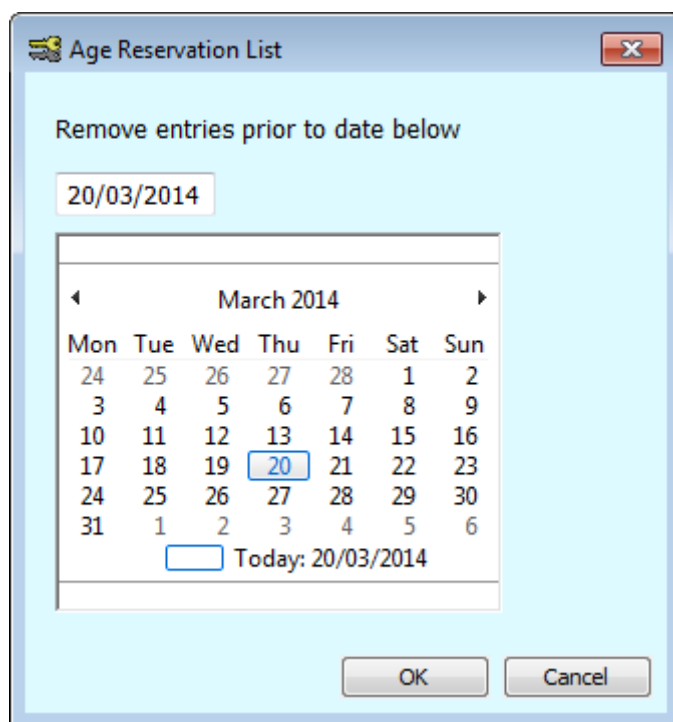 Age Reservation List
Remove entries prior to date below
20/03/2014
March 2014
Mon Tue Wed Thu Fri Sat Sun
24 25 26 27 28 1 2
3 4 5 6 7 8 9
10 11 12 13 14 15 16
17 18 19 20 21 22 23
24 25 26 27 28 29 30
31 1 2 3 4 5 6
Today: 20/03/2014
OK Cancel